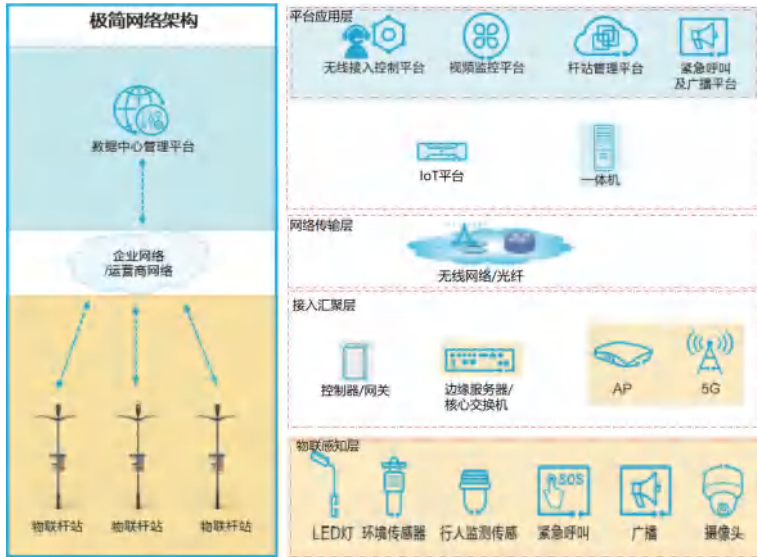 极简网络架构
数据中心管理平台
企业网络
/运营商网络
物联杆站
物联杆站
物联杆站
平台应用层
无线接入控制平台
视频监控平台
杆站管理平台
紧急呼叫
及广播平台
IoT平台
一体机
网络传输层
无线网络/光纤
接入汇聚层
控制器/网关
边缘服务器/
核心交换机
AP
5G
物联感知层
SOS
LED灯
环境传感器
行人监测传感
紧急呼叫
广播
摄像头